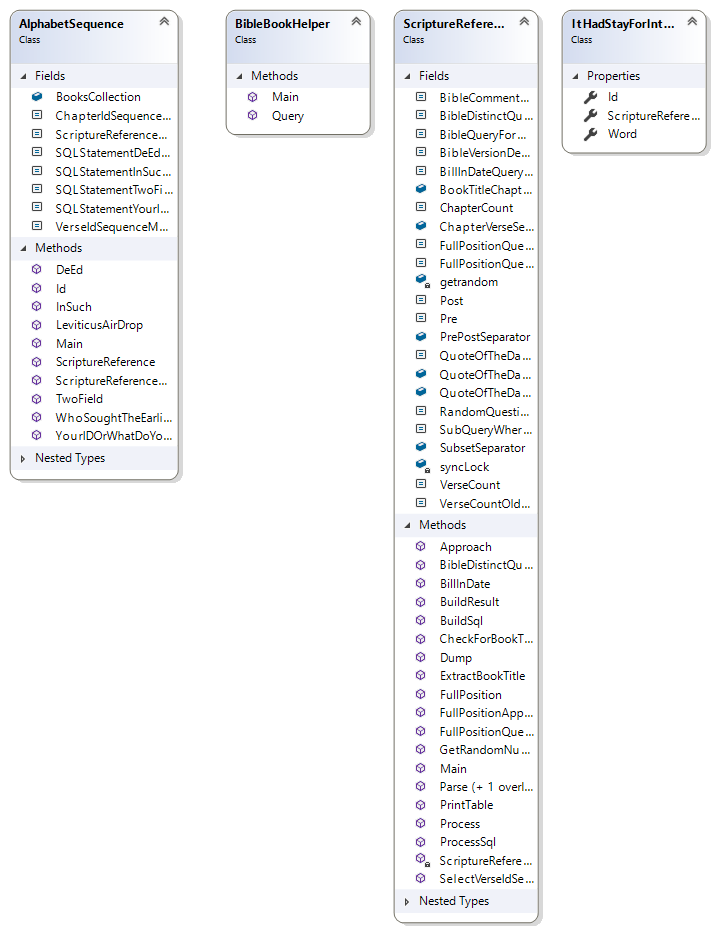 AlphabetSequence
Class
Fields
BooksCollection
ChapterIdSequence...
ScriptureReference...
SQLStatementDeEd...
SQLStatementInSuc...
SQLStatementTwoFi...
SQLStatementYourI...
VerseIdSequenceM...
Methods
DeEd
Id
InSuch
LeviticusAirDrop
Main
ScriptureReference
ScriptureReference...
TwoField
WhoSoughtTheEarli...
YourIDOrWhatDoYo...
Nested Types
BibleBookHelper
Class
Methods
Main
Query
ScriptureRefere...
Class
Fields
BibleComment...
BibleDistinctQu...
BibleQueryFor...
BibleVersionDe...
BillInDateQuery...
BookTitleChapt...
ChapterCount
ChapterVerseSe...
FullPositionQue...
FullPositionQue...
getrandom
Post
Pre
PrePostSeparator
QuoteOfTheDa...
QuoteOfTheDa...
QuoteOfTheDa...
RandomQuesti...
SubQueryWher...
SubsetSeparator
syncLock
VerseCount
VerseCountOld...
Methods
Approach
BibleDistinctQu...
BillInDate
BuildResult
BuildSql
CheckForBookT...
Dump
ExtractBookTitle
FullPosition
FullPositionApp...
FullPositionQue...
GetRandomNu...
Main
Parse (+ 1 overl...
PrintTable
Process
ProcessSql
ScriptureRefere...
SelectVerseIdSe...
Nested Types
ItHadStayForInt...
Class
Properties
Id
ScriptureRefere...
Word